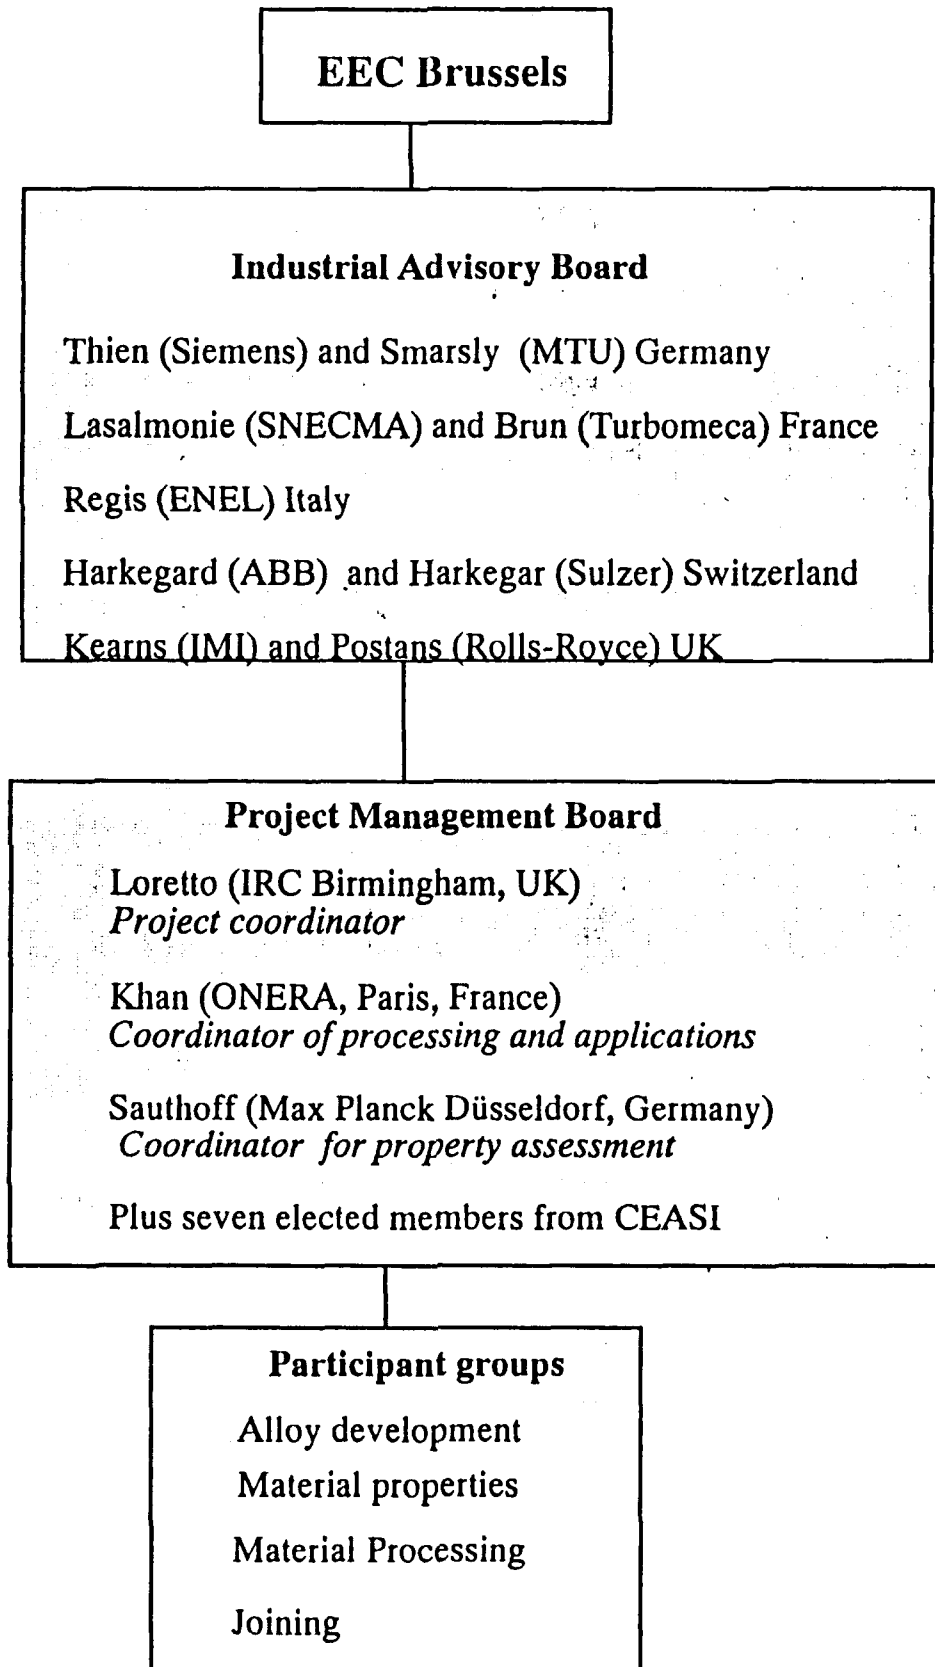 EEC Brussels
Industrial Advisory Board
Thien (Siemens) and Smarsly (MTU) Germany
Lasalmonie (SNECMA) and Brun (Turbomeca) France
Regis (ENEL) Italy
Harkegard (ABB) and Harkegar (Sulzer) Switzerland
Kearns (IMI) and Postans (Rolls-Royce) UK
Project Management Board
Loretto (IRC Birmingham, UK)
Project coordinator
Khan (ONERA, Paris, France)
Coordinator of processing and applications
Sauthoff (Max Planck Düsseldorf, Germany)
Coordinator for property assessment
Plus seven elected members from CEASI
Participant groups
Alloy development
Material properties
Material Processing
Joining